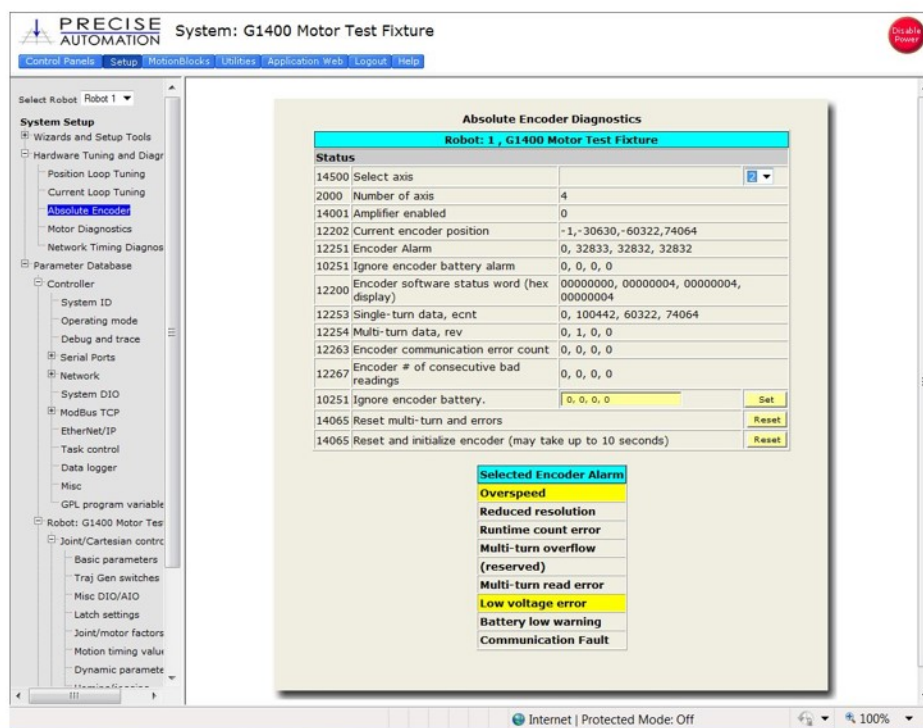 PRECISE
AUTOMATION
System: G1400 Motor Test Fixture
Disable
Power
Control Panels Setup MotionBlocks Utilities Application Web Logout Help
Select Robot Robot 1
System Setup
Wizards and Setup Tools
Hardware Tuning and Diagr
Position Loop Tuning
Current Loop Tuning
Absolute Encoder
Motor Diagnostics
Network Timing Diagnos
Parameter Database
Controller
System ID
Operating mode
Debug and trace
Serial Ports
Network
System DIO
ModBus TCP
EtherNet/IP
Task control
Data logger
Misc
GPL program variable
Robot: G1400 Motor Tes
Joint/Cartesian contro
Basic parameters
Traj Gen switches
Misc DIO/AIO
Latch settings
Joint/motor factors
Motion timing value
Dynamic paramete
Absolute Encoder Diagnostics
Robot: 1 , G1400 Motor Test Fixture
Status
14500 Select axis 2
2000 Number of axis 4
14001 Amplifier enabled 0
12202 Current encoder position -1,-30630,-60322,74064
12251 Encoder Alarm 0, 32833, 32832, 32832
10251 Ignore encoder battery alarm 0, 0, 0, 0
12200 Encoder software status word (hex display) 00000000, 00000004, 00000004, 00000004
12253 Single-turn data, ecnt 0, 100442, 60322, 74064
12254 Multi-turn data, rev 0, 1, 0, 0
12263 Encoder communication error count 0, 0, 0, 0
12267 Encoder # of consecutive bad readings 0, 0, 0, 0
10251 Ignore encoder battery. 0, 0, 0, 0 Set
14065 Reset multi-turn and errors Reset
14065 Reset and initialize encoder (may take up to 10 seconds) Reset
Selected Encoder Alarm
Overspeed
Reduced resolution
Runtime count error
Multi-turn overflow
(reserved)
Multi-turn read error
Low voltage error
Battery low warning
Communication Fault
Internet | Protected Mode: Off
100%